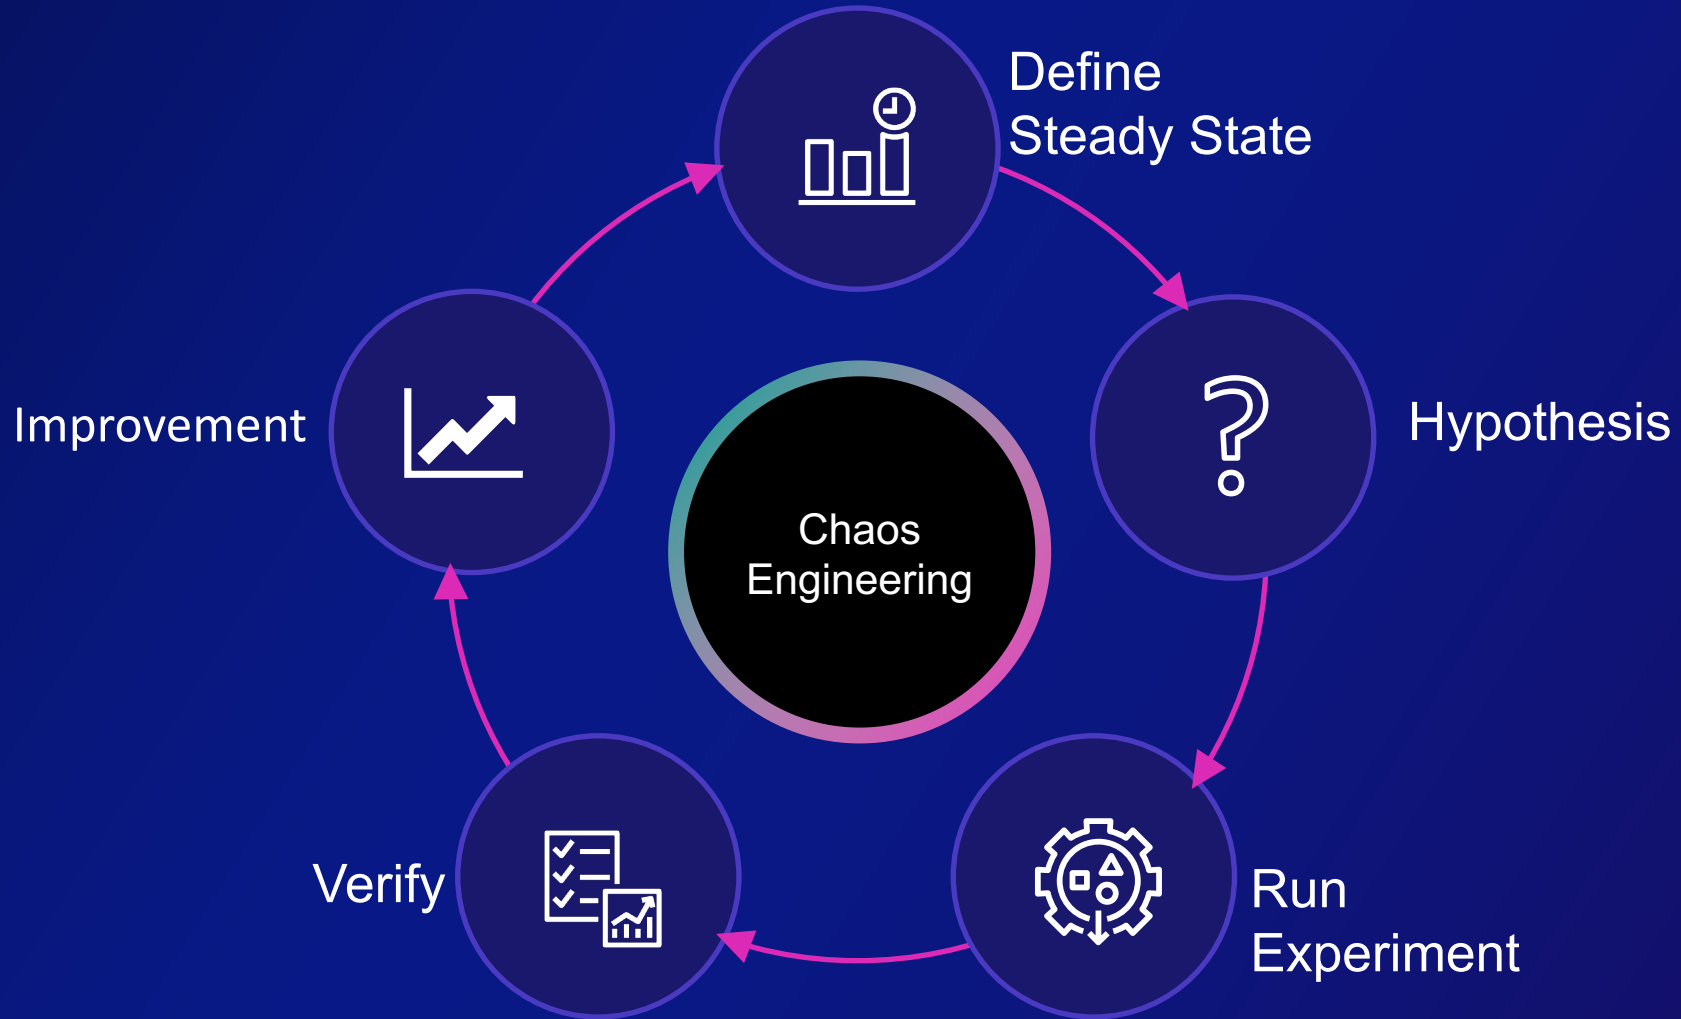 Define
Steady State
Hypothesis
Run
Experiment
Verify
Improvement
Chaos
Engineering